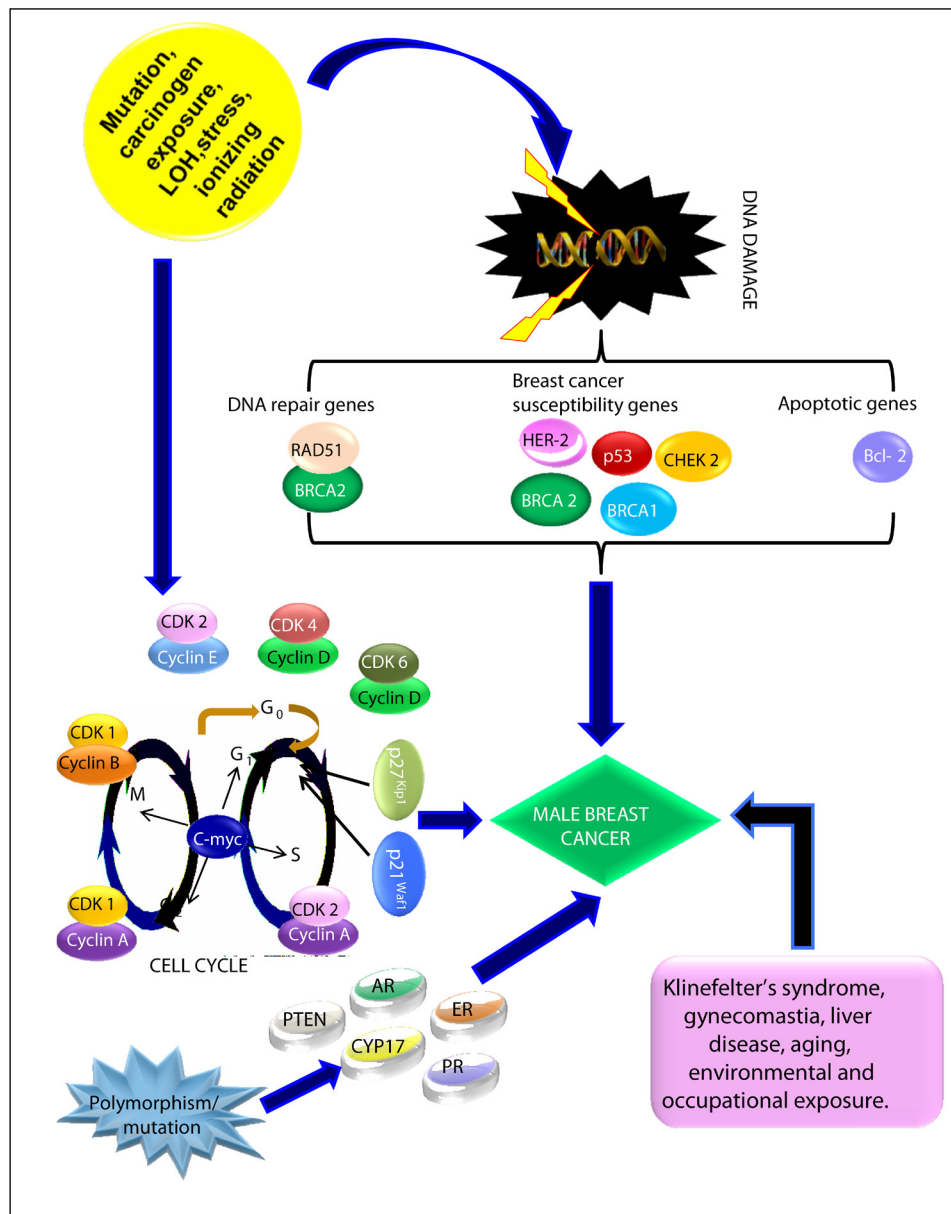 Mutation,
carcinogen
exposure,
LOH,stress,
ionizing
radiation
DNA DAMAGE
DNA repair genes
RAD51
BRCA2
Breast cancer
susceptibility genes
HER-2
p53
CHEK 2
BRCA 2
BRCA1
Apoptotic genes
Bcl- 2
CDK 2
Cyclin E
CDK 4
Cyclin D
CDK 6
Cyclin D
G0
G1
CDK 1
Cyclin B
M
C-myc
S
p27Kip1
p21Waf1
CDK 1
Cyclin A
CDK 2
Cyclin A
CELL CYCLE
MALE BREAST
CANCER
AR
PTEN
ER
CYP17
PR
Polymorphism/
mutation
Klinefelter's syndrome,
gynecomastia, liver
disease, aging,
environmental and
occupational exposure.